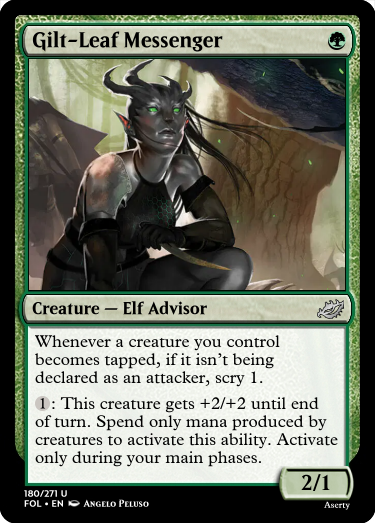 Gilt-Leaf Messenger
Creature — Elf Advisor
Whenever a creature you control
becomes tapped, if it isn't being
declared as an attacker, scry 1.
1: This creature gets +2/+2 until end
of turn. Spend only mana produced by
creatures to activate this ability. Activate
only during your main phases.
2/1
180/271 U
FOL • EN Angelo Peluso
Aserty